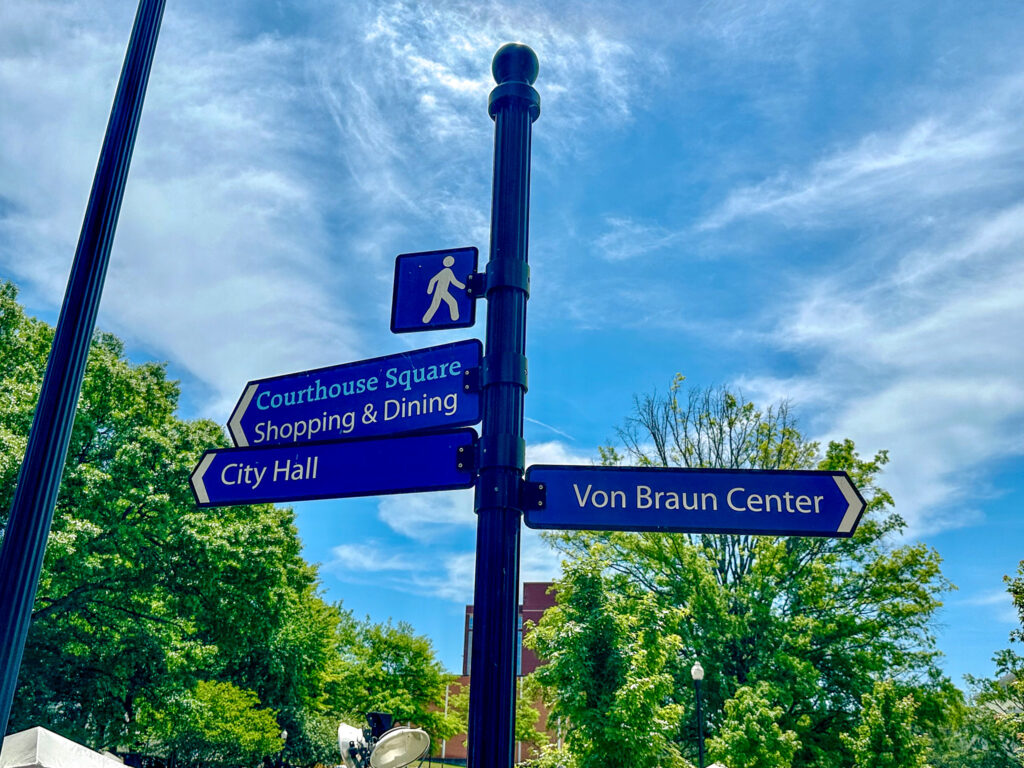 Courthouse Square
Shopping & Dining
City Hall
Von Braun Center